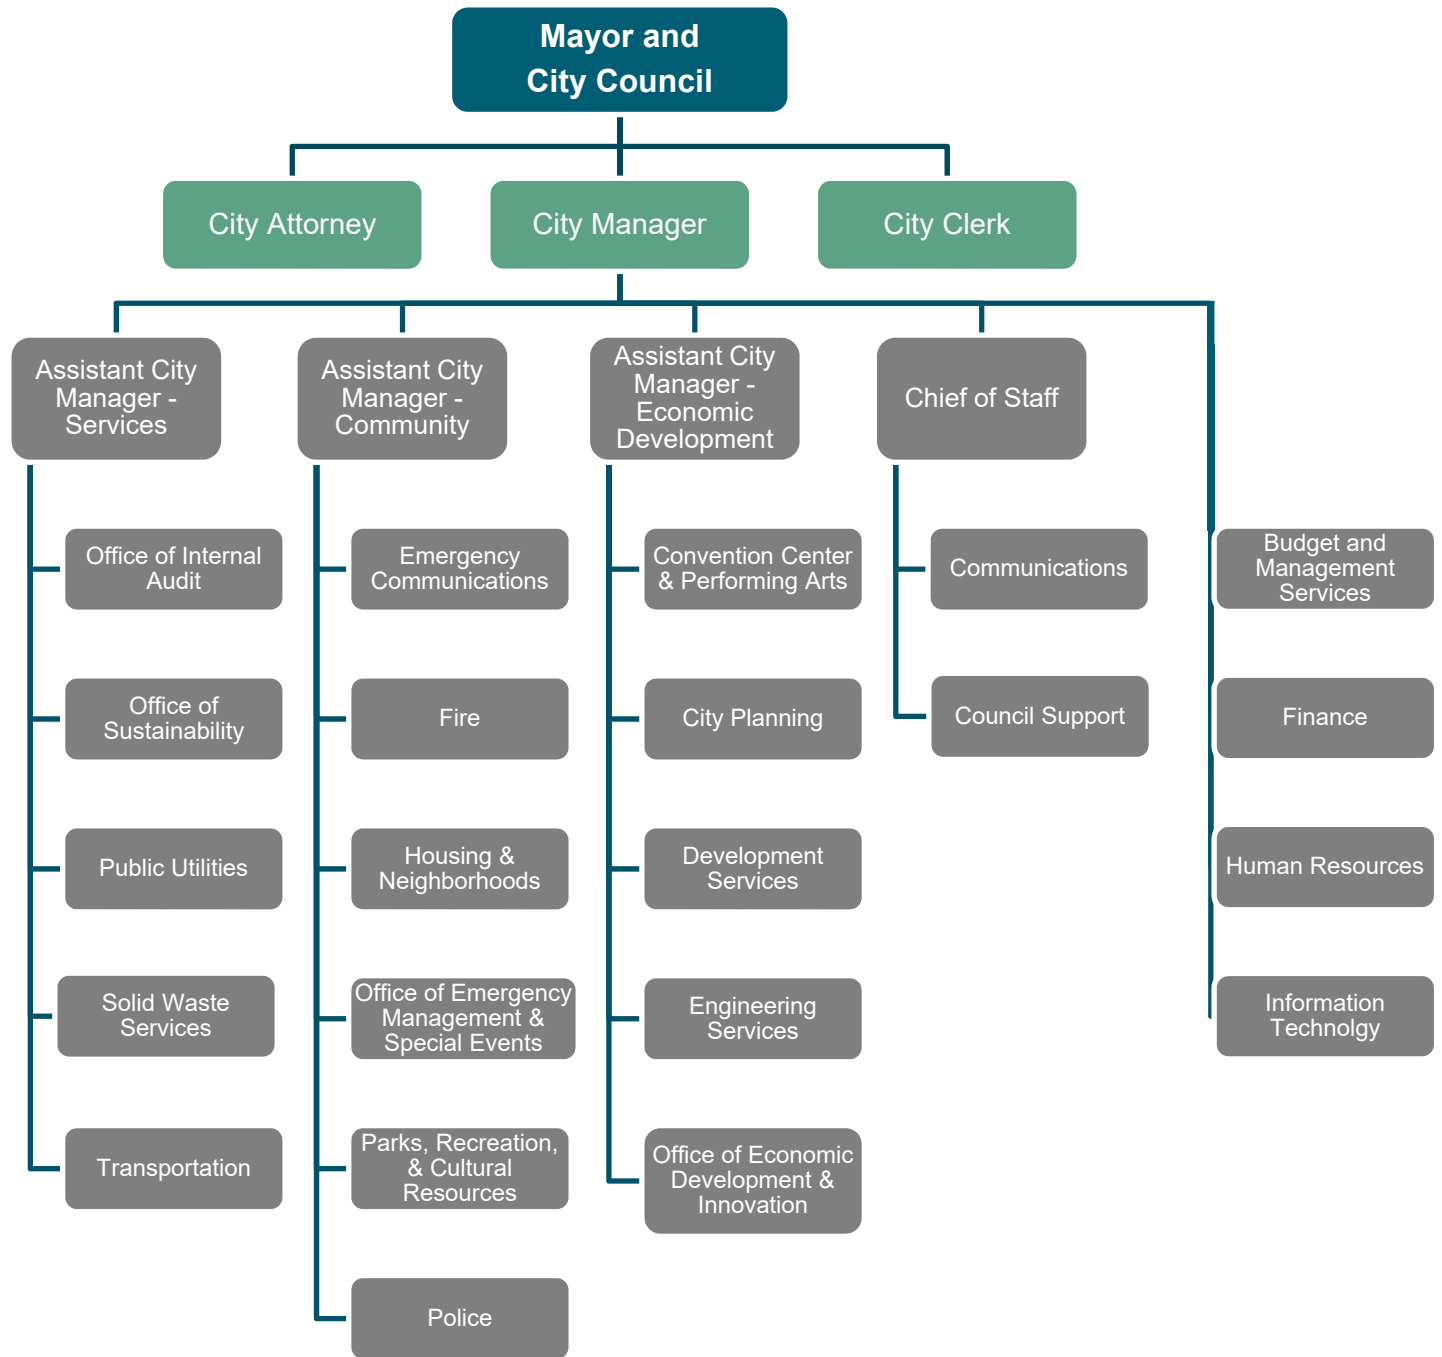 Mayor and
City Council
City Attorney
City Manager
City Clerk
Assistant City
Manager -
Services
Assistant City
Manager -
Community
Assistant City
Manager -
Economic
Development
Chief of Staff
Office of Internal
Audit
Office of
Sustainability
Public Utilities
Solid Waste
Services
Transportation
Emergency
Communications
Fire
Housing &
Neighborhoods
Office of Emergency
Management &
Special Events
Parks, Recreation,
& Cultural
Resources
Police
Convention Center
& Performing Arts
City Planning
Development
Services
Engineering
Services
Office of Economic
Development &
Innovation
Communications
Council Support
Budget and
Management
Services
Finance
Human Resources
Information
Technolgy